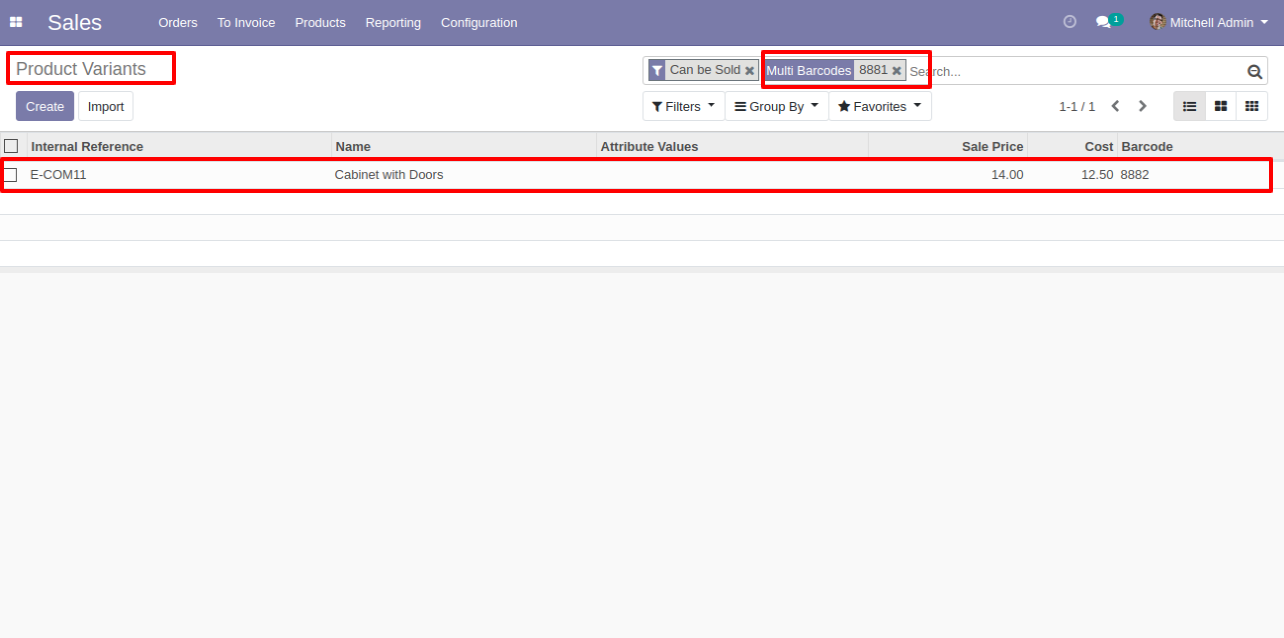 Sales Orders To Invoice Products Reporting Configuration 1 Mitchell Admin
Product Variants Can be Sold Multi Barcodes 8881 Search...
Create Import Filters Group By Favorites 1-1 / 1
Internal Reference Name Attribute Values Sale Price Cost Barcode
E-COM11 Cabinet with Doors 14.00 12.50 8882